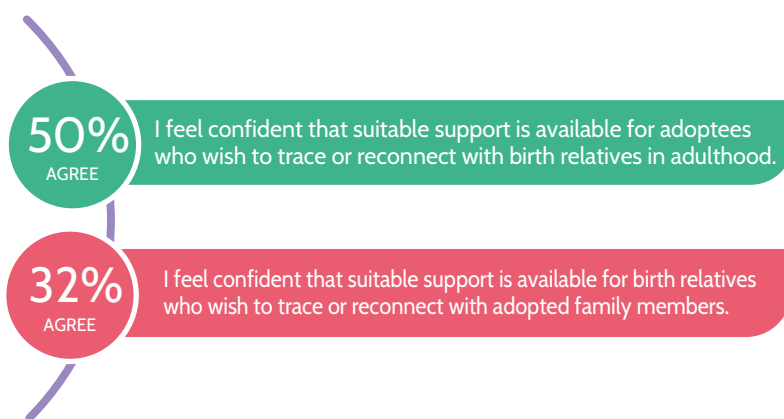 50%
AGREE
I feel confident that suitable support is available for adoptees
who wish to trace or reconnect with birth relatives in adulthood.
32%
AGREE
I feel confident that suitable support is available for birth relatives
who wish to trace or reconnect with adopted family members.